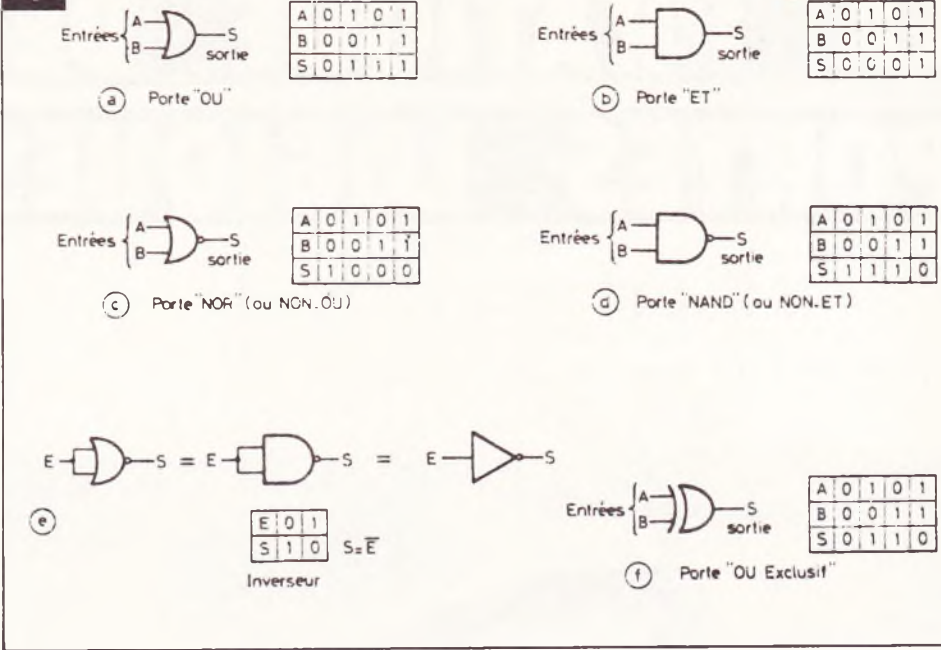 Entrées A B S sortie
A 0 1 0 1
B 0 0 1 1
S 0 1 1 1
a Porte "OU"
Entrées A B S sortie
A 0 1 0 1
B 0 0 1 1
S 0 0 0 1
b Porte "ET"
Entrées A B S sortie
A 0 1 0 1
B 0 0 1 1
S 1 0 0 0
c Porte "NOR" (ou NON.OU)
Entrées A B S sortie
A 0 1 0 1
B 0 0 1 1
S 1 1 1 0
d Porte "NAND" (ou NON.ET)
E S = E S = E S
e
E 0 1
S 1 0 S=E̅
Inverseur
Entrées A B S sortie
A 0 1 0 1
B 0 0 1 1
S 0 1 1 0
f Porte "OU Exclusif"